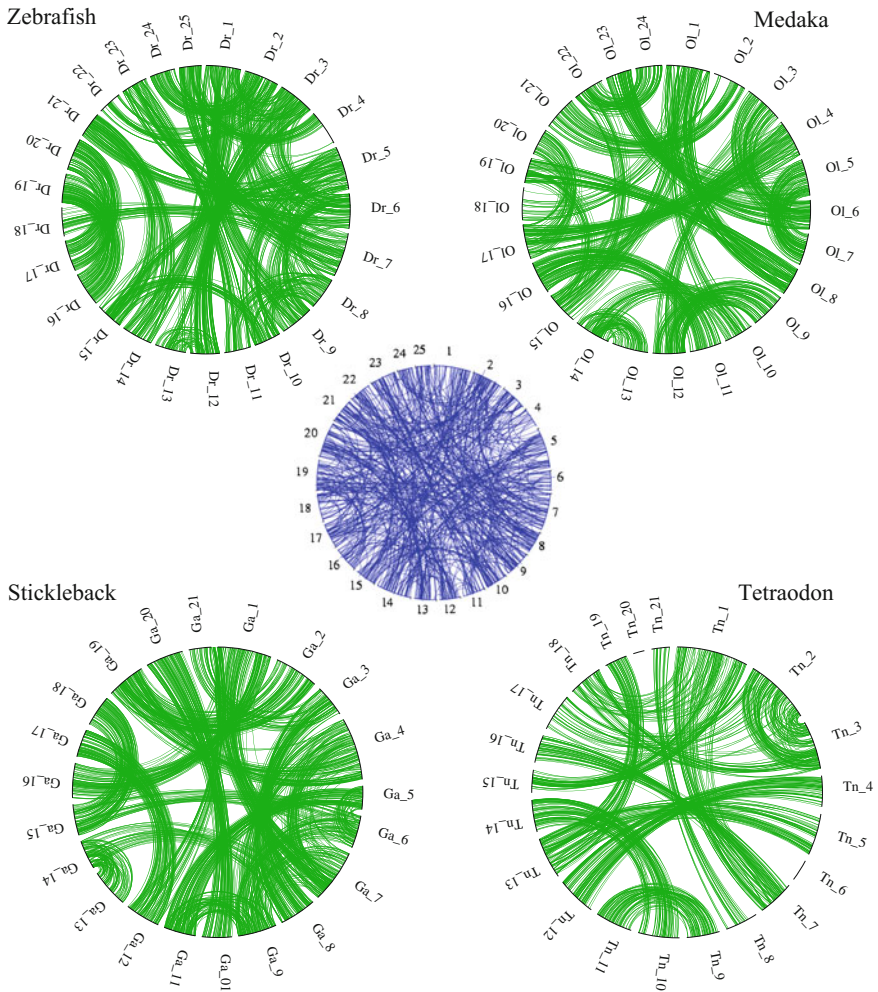 Zebrafish
Dr_1
Dr_2
Dr_3
Dr_4
Dr_5
Dr_6
Dr_7
Dr_8
Dr_9
Dr_10
Dr_11
Dr_12
Dr_13
Dr_14
Dr_15
Dr_16
Dr_17
Dr_18
Dr_19
Dr_20
Dr_21
Dr_22
Dr_23
Dr_24
Dr_25
Medaka
Ol_1
Ol_2
Ol_3
Ol_4
Ol_5
Ol_6
Ol_7
Ol_8
Ol_9
Ol_10
Ol_11
Ol_12
Ol_13
Ol_14
Ol_15
Ol_16
Ol_17
Ol_18
Ol_19
Ol_20
Ol_21
Ol_22
Ol_23
Ol_24
1
2
3
4
5
6
7
8
9
10
11
12
13
14
15
16
17
18
19
20
21
22
23
24
25
Stickleback
Ga_1
Ga_2
Ga_3
Ga_4
Ga_5
Ga_6
Ga_7
Ga_8
Ga_9
Ga_01
Ga_11
Ga_12
Ga_13
Ga_14
Ga_15
Ga_16
Ga_17
Ga_18
Ga_19
Ga_20
Ga_21
Tetraodon
Tn_1
Tn_2
Tn_3
Tn_4
Tn_5
Tn_6
Tn_7
Tn_8
Tn_9
Tn_10
Tn_11
Tn_12
Tn_13
Tn_14
Tn_15
Tn_16
Tn_17
Tn_18
Tn_19
Tn_20
Tn_21